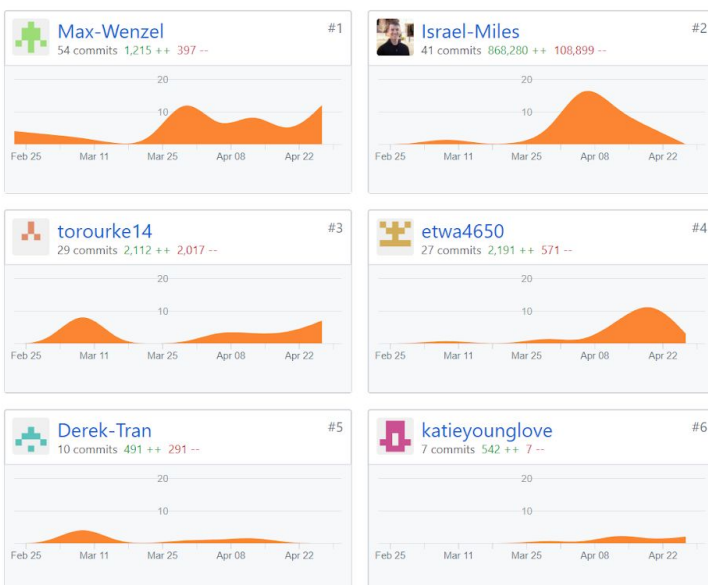 Max-Wenzel #1
54 commits 1,215 ++ 397 --
20
10
Feb 25 Mar 11 Mar 25 Apr 08 Apr 22
Israel-Miles #2
41 commits 868,280 ++ 108,899 --
20
10
Feb 25 Mar 11 Mar 25 Apr 08 Apr 22
torourke14 #3
29 commits 2,112 ++ 2,017 --
20
10
Feb 25 Mar 11 Mar 25 Apr 08 Apr 22
etwa4650 #4
27 commits 2,191 ++ 571 --
20
10
Feb 25 Mar 11 Mar 25 Apr 08 Apr 22
Derek-Tran #5
10 commits 491 ++ 291 --
20
10
Feb 25 Mar 11 Mar 25 Apr 08 Apr 22
katieyounglove #6
7 commits 542 ++ 7 --
20
10
Feb 25 Mar 11 Mar 25 Apr 08 Apr 22